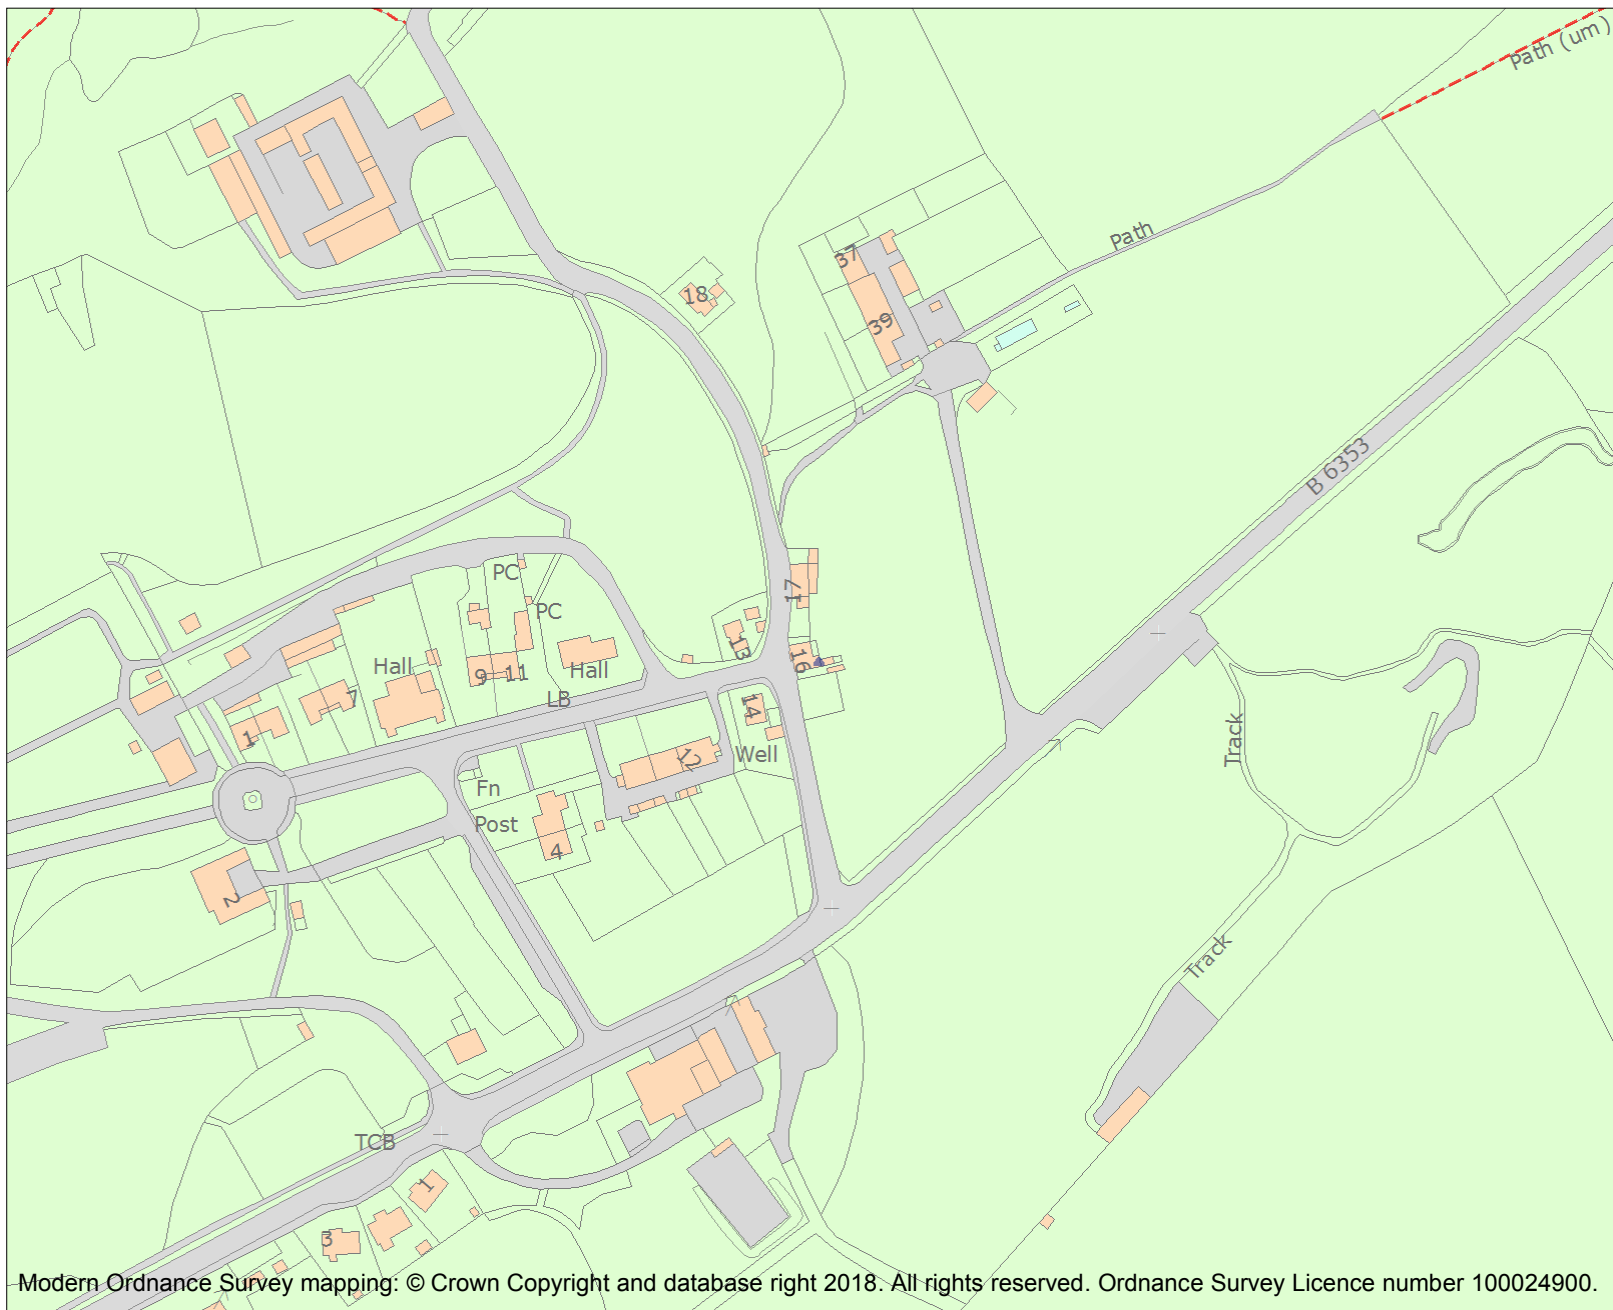 Path (um)
Path
37
18
39
B 6353
PC
PC
17
13
Hall
9
11
Hall
16
7
LB
14
1
Well
12
Track
Fn
Post
4
2
Track
TCB
1
3
Modern Ordnance Survey mapping: © Crown Copyright and database right 2018. All rights reserved. Ordnance Survey Licence number 100024900.